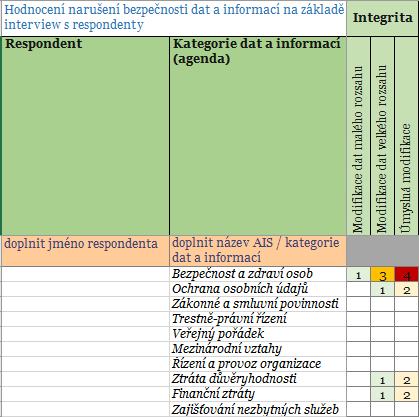 Hodnocení narušení bezpečnosti dat a informací na základě
interview s respondenty
Integrita
Respondent
Kategorie dat a informací
(agenda)
Modifikace dat malého rozsahu
Modifikace dat velkého rozsahu
Úmyslná modifikace
doplnit jméno respondenta
doplnit název AIS / kategorie
dat a informací
Bezpečnost a zdraví osob 1 3 4
Ochrana osobních údajů 1 2
Zákonné a smluvní povinnosti
Trestně-právní řízení
Veřejný pořádek
Mezinárodní vztahy
Řízení a provoz organizace
Ztráta důvěryhodnosti 1 2
Finanční ztráty 1 2
Zajišťování nezbytných služeb